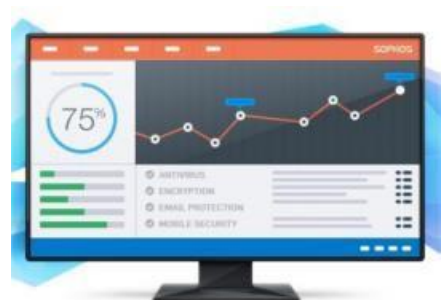 SOPHOS
75%
ANTIVIRUS
ENCRYPTION
EMAIL PROTECTION
MOBILE SECURITY